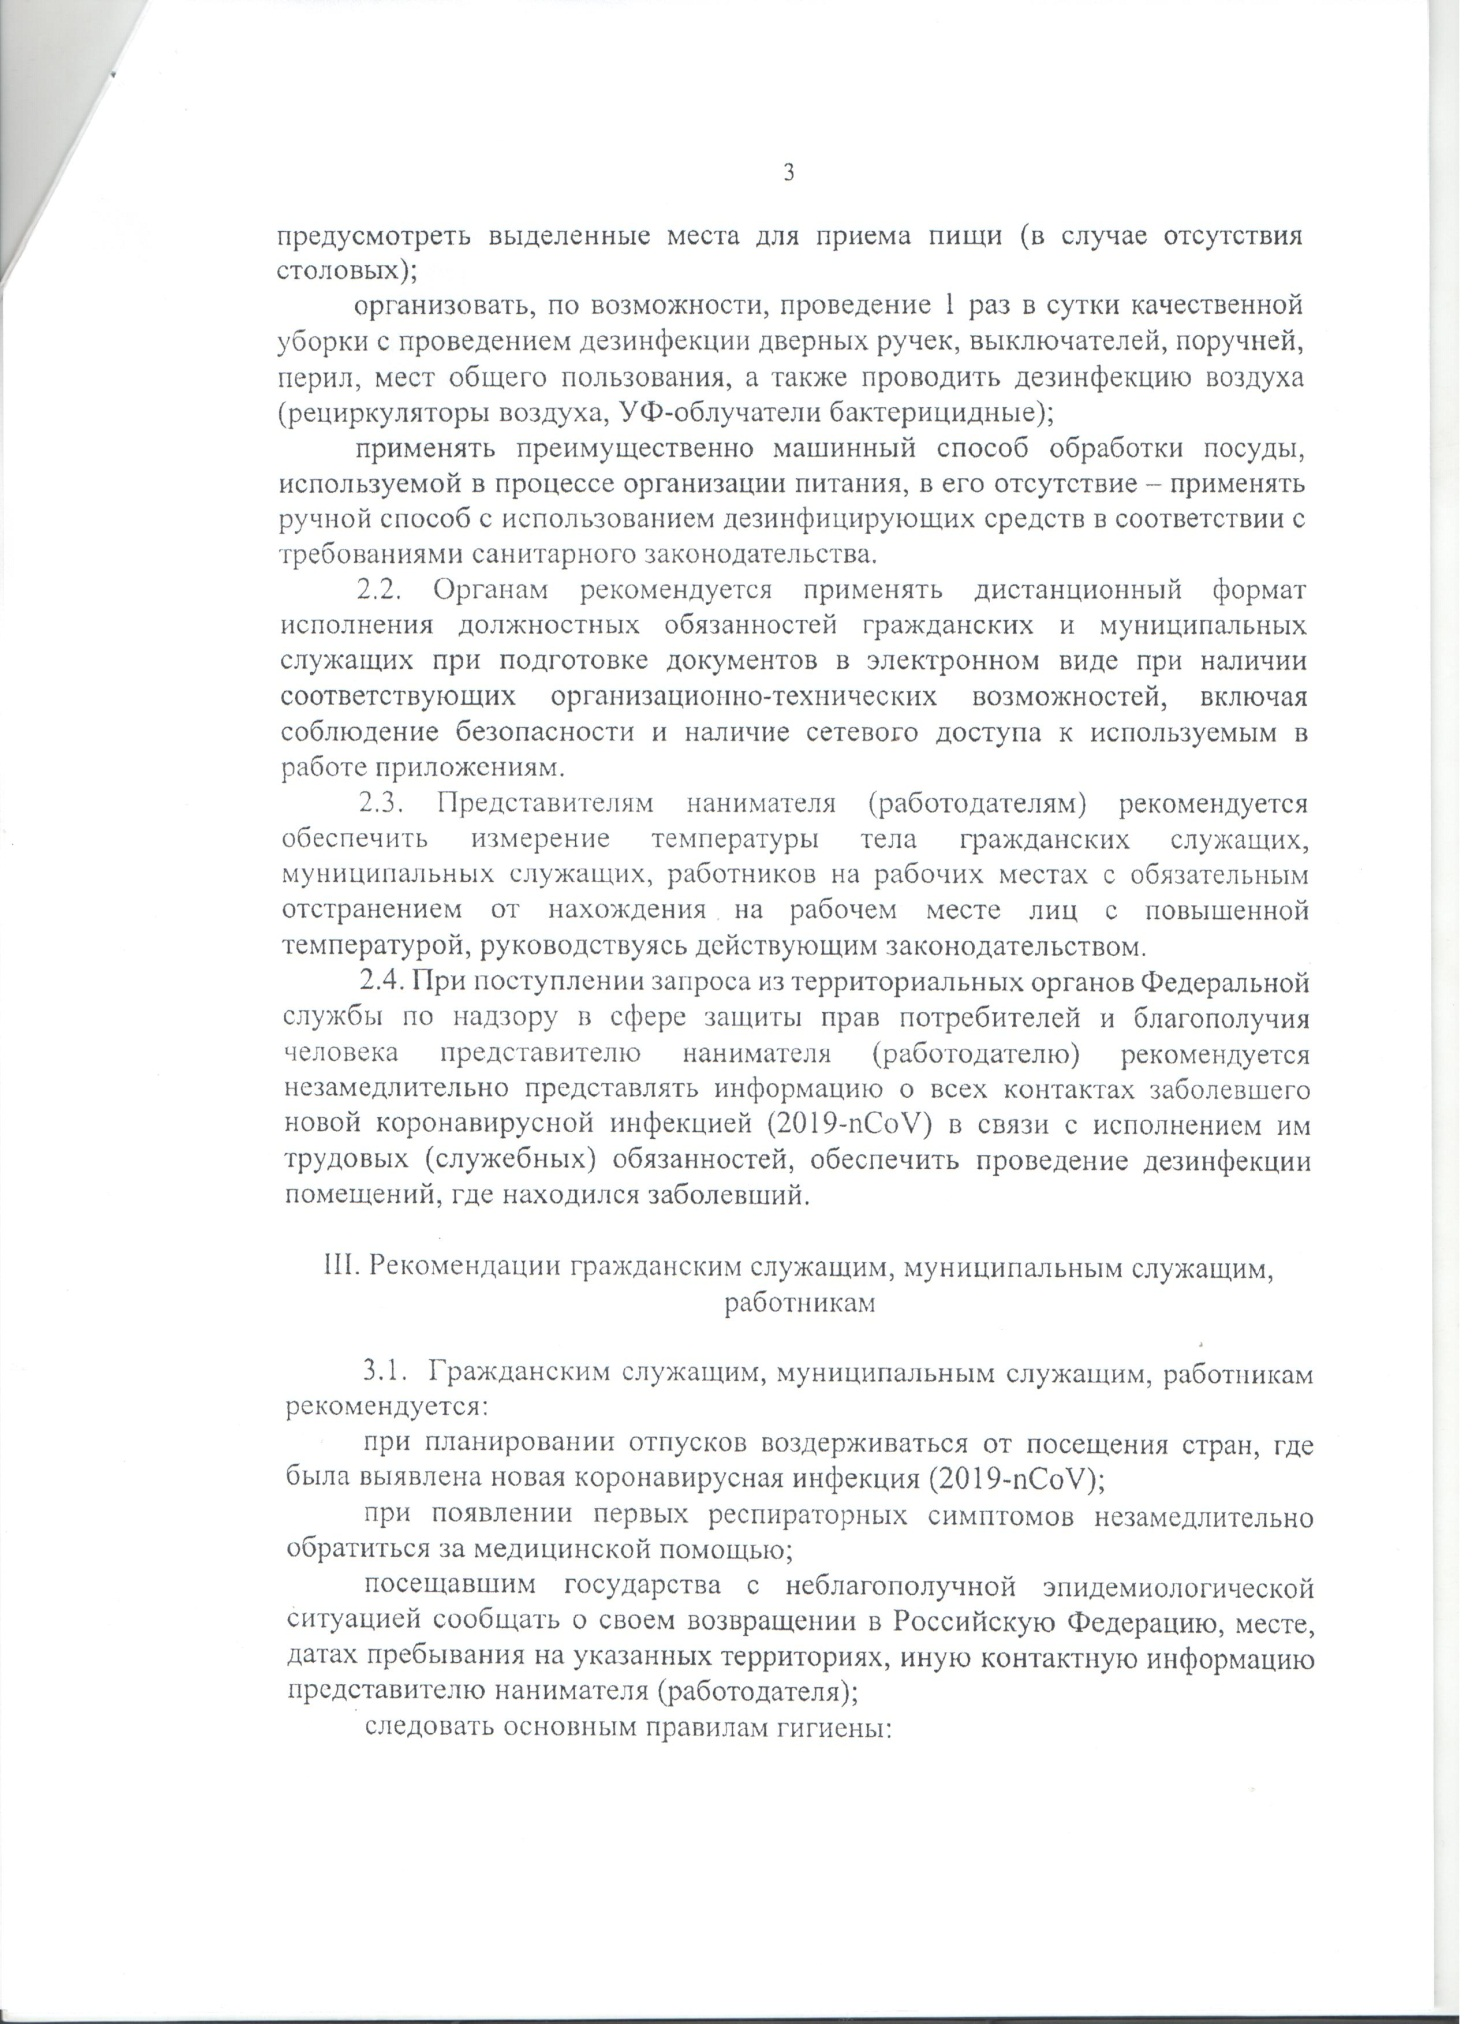 3
предусмотреть выделенные места для приема пищи (в случае отсутствия
столовых);
организовать, по возможности, проведение 1 раз в сутки качественной
уборки с проведением дезинфекции дверных ручек, выключателей, поручней,
перил, мест общего пользования, а также проводить дезинфекцию воздуха
(рециркуляторы воздуха, УФ-облучатели бактерицидные);
применять преимущественно машинный способ обработки посуды,
используемой в процессе организации питания, в его отсутствие – применять
ручной способ с использованием дезинфицирующих средств в соответствии с
требованиями санитарного законодательства.
2.2. Органам рекомендуется применять дистанционный формат
исполнения должностных обязанностей гражданских и муниципальных
служащих при подготовке документов в электронном виде при наличии
соответствующих организационно-технических возможностей, включая
соблюдение безопасности и наличие сетевого доступа к используемым в
работе приложениям.
2.3. Представителям нанимателя (работодателям) рекомендуется
обеспечить измерение температуры тела гражданских служащих,
муниципальных служащих, работников на рабочих местах с обязательным
отстранением от нахождения на рабочем месте лиц с повышенной
температурой, руководствуясь действующим законодательством.
2.4. При поступлении запроса из территориальных органов Федеральной
службы по надзору в сфере защиты прав потребителей и благополучия
человека представителю нанимателя (работодателю) рекомендуется
незамедлительно представлять информацию о всех контактах заболевшего
новой коронавирусной инфекцией (2019-nCoV) в связи с исполнением им
трудовых (служебных) обязанностей, обеспечить проведение дезинфекции
помещений, где находился заболевший.
III. Рекомендации гражданским служащим, муниципальным служащим,
работникам
3.1. Гражданским служащим, муниципальным служащим, работникам
рекомендуется:
при планировании отпусков воздерживаться от посещения стран, где
была выявлена новая коронавирусная инфекция (2019-nCoV);
при появлении первых респираторных симптомов незамедлительно
обратиться за медицинской помощью;
посещавшим государства с неблагополучной эпидемиологической
ситуацией сообщать о своем возвращении в Российскую Федерацию, месте,
датах пребывания на указанных территориях, иную контактную информацию
представителю нанимателя (работодателя);
следовать основным правилам гигиены: